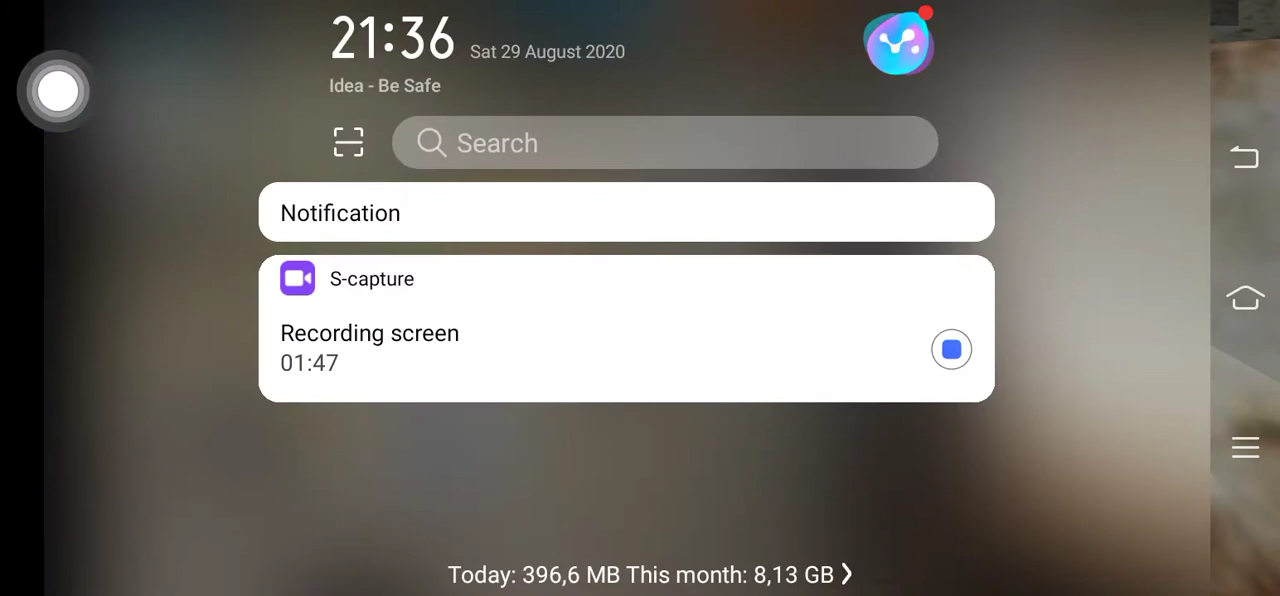 21:36 Sat 29 August 2020
Idea - Be Safe
Search
Notification
S-capture
Recording screen
01:47
Today: 396,6 MB This month: 8,13 GB ❯